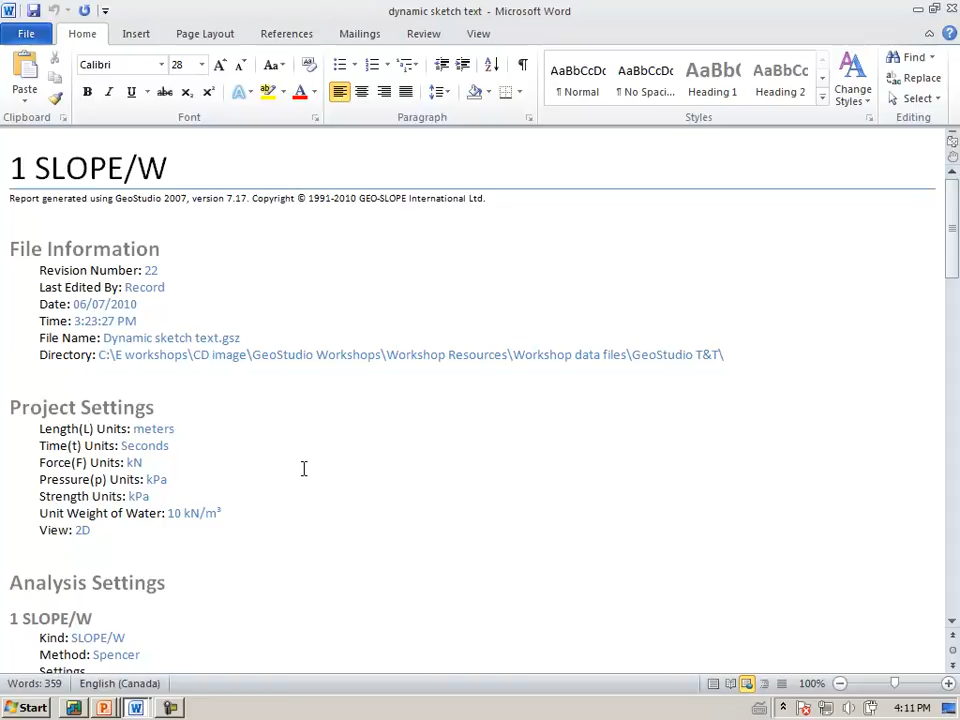 dynamic sketch text - Microsoft Word
File Home Insert Page Layout References Mailings Review View
Paste
Calibri 28
AaBbCcDc AaBbCcDc AaBb( AaBbCc
¶ Normal ¶ No Spaci... Heading 1 Heading 2
Change Styles
Find
Replace
Select
Clipboard Font Paragraph Styles Editing
1 SLOPE/W
Report generated using GeoStudio 2007, version 7.17. Copyright © 1991-2010 GEO-SLOPE International Ltd.
File Information
Revision Number: 22
Last Edited By: Record
Date: 06/07/2010
Time: 3:23:27 PM
File Name: Dynamic sketch text.gsz
Directory: C:\E workshops\CD image\GeoStudio Workshops\Workshop Resources\Workshop data files\GeoStudio T&T\
Project Settings
Length(L) Units: meters
Time(t) Units: Seconds
Force(F) Units: kN
Pressure(p) Units: kPa
Strength Units: kPa
Unit Weight of Water: 10 kN/m³
View: 2D
Analysis Settings
1 SLOPE/W
Kind: SLOPE/W
Method: Spencer
Settings
Words: 359 English (Canada) 100%
Start 4:11 PM